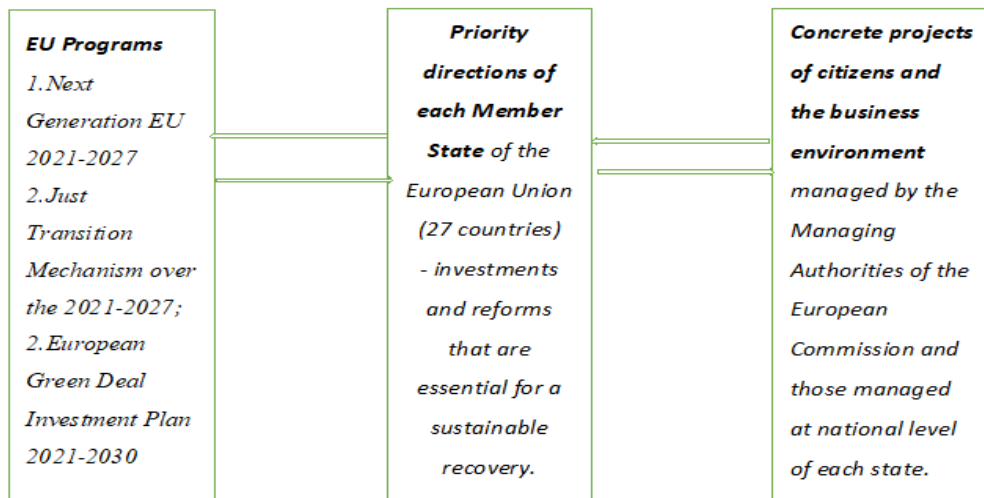 EU Programs
1.Next
Generation EU
2021-2027
2.Just
Transition
Mechanism over
the 2021-2027;
2.European
Green Deal
Investment Plan
2021-2030
Priority
directions of
each Member
State of the
European Union
(27 countries)
- investments
and reforms
that are
essential for a
sustainable
recovery.
Concrete projects
of citizens and
the business
environment
managed by the
Managing
Authorities of the
European
Commission and
those managed
at national level
of each state.